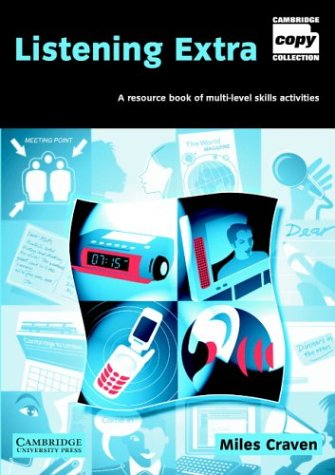 CAMBRIDGE
copy
COLLECTION
Listening Extra
A resource book of multi-level skills activities
MEETING POINT
The World
MAGAZINE
07:15
Dear
CAMBRIDGE
UNIVERSITY PRESS
Miles Craven